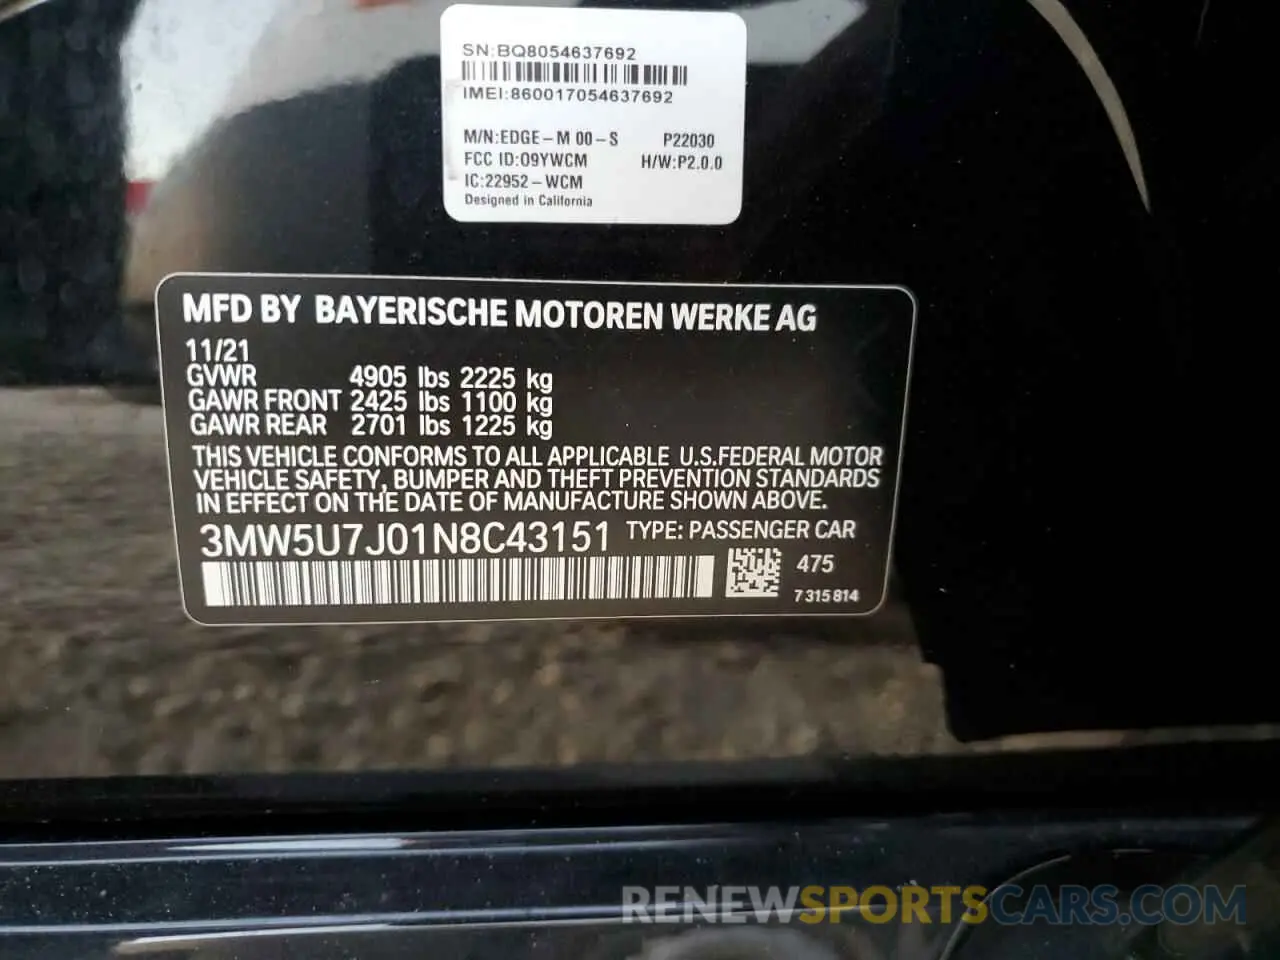 SN:BQ8054637692
IMEI:860017054637692
M/N:EDGE-M 00-S P22030
FCC ID:O9YWCM H/W:P2.0.0
IC:22952-WCM
Designed in California
MFD BY BAYERISCHE MOTOREN WERKE AG
11/21
GVWR 4905 lbs 2225 kg
GAWR FRONT 2425 lbs 1100 kg
GAWR REAR 2701 lbs 1225 kg
THIS VEHICLE CONFORMS TO ALL APPLICABLE U.S.FEDERAL MOTOR
VEHICLE SAFETY, BUMPER AND THEFT PREVENTION STANDARDS
IN EFFECT ON THE DATE OF MANUFACTURE SHOWN ABOVE.
3MW5U7J01N8C43151 TYPE: PASSENGER CAR
475
7315814
RENEWSPORTSCARS.COM